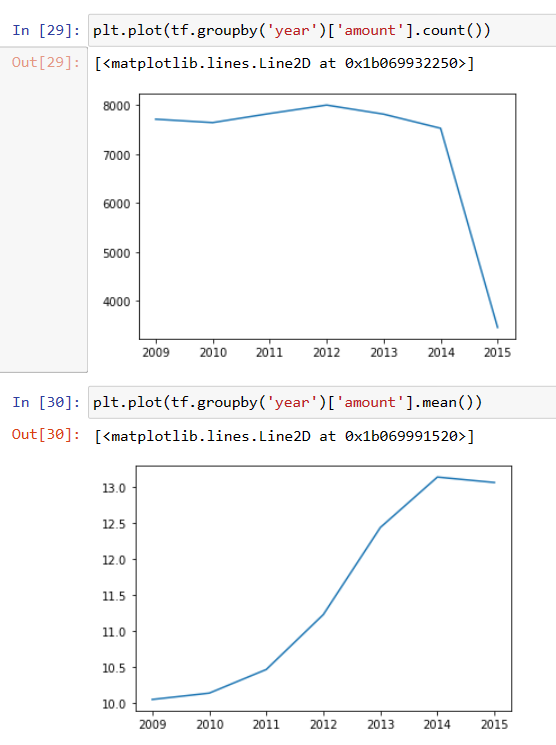 In [29]: plt.plot(tf.groupby('year')['amount'].count())
Out[29]: [<matplotlib.lines.Line2D at 0x1b069932250>]
8000
7000
6000
5000
4000
2009 2010 2011 2012 2013 2014 2015
In [30]: plt.plot(tf.groupby('year')['amount'].mean())
Out[30]: [<matplotlib.lines.Line2D at 0x1b069991520>]
13.0
12.5
12.0
11.5
11.0
10.5
10.0
2009 2010 2011 2012 2013 2014 2015